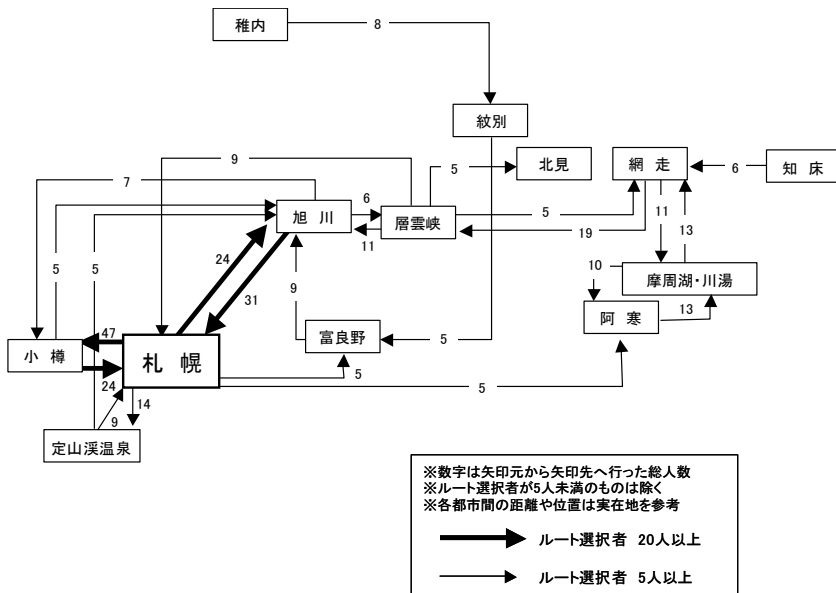 稚内
8
紋別
9
5
北見
網 走
6
知 床
7
旭 川
6
層雲峡
5
11
11
19
13
24
5
5
31
9
10
摩周湖・川湯
阿 寒
13
47
富良野
5
小 樽
札 幌
24
5
5
14
9
定山渓温泉
※数字は矢印元から矢印先へ行った総人数
※ルート選択者が5人未満のものは除く
※各都市間の距離や位置は実在地を参考
ルート選択者 20人以上
ルート選択者 5人以上